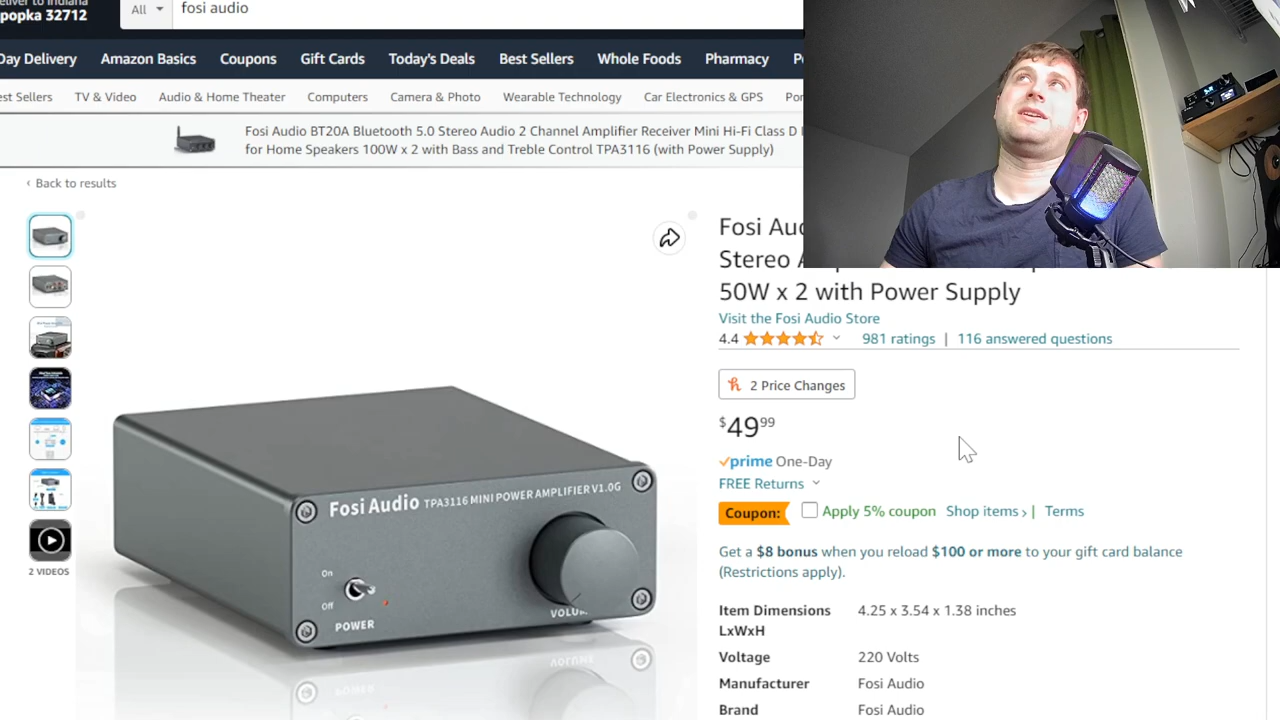 popka 32712
All
fosi audio
Day Delivery
Amazon Basics
Coupons
Gift Cards
Today's Deals
Best Sellers
Whole Foods
Pharmacy
Sellers
TV & Video
Audio & Home Theater
Computers
Camera & Photo
Wearable Technology
Car Electronics & GPS
Fosi Audio BT20A Bluetooth 5.0 Stereo Audio 2 Channel Amplifier Receiver Mini Hi-Fi Class D
for Home Speakers 100W x 2 with Bass and Treble Control TPA3116 (with Power Supply)
‹ Back to results
Fosi
Stereo
50W x 2 with Power Supply
Visit the Fosi Audio Store
4.4
981 ratings | 116 answered questions
2 Price Changes
$49 99
prime One-Day
FREE Returns
Coupon: Apply 5% coupon Shop items › | Terms
Get a $8 bonus when you reload $100 or more to your gift card balance
(Restrictions apply).
Item Dimensions 4.25 x 3.54 x 1.38 inches
LxWxH
Voltage 220 Volts
Manufacturer Fosi Audio
Brand Fosi Audio
2 VIDEOS
Fosi Audio TPA3116 MINI POWER AMPLIFIER V1.0G
On
Off
POWER
VOLUME